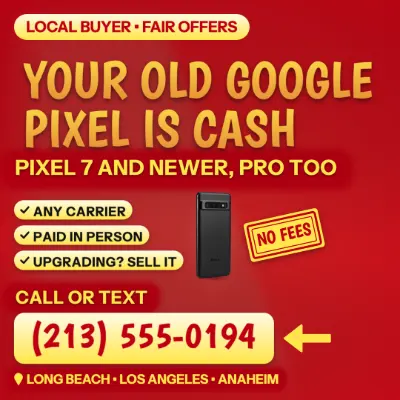 LOCAL BUYER • FAIR OFFERS
YOUR OLD GOOGLE
PIXEL IS CASH
PIXEL 7 AND NEWER, PRO TOO
ANY CARRIER
PAID IN PERSON
UPGRADING? SELL IT
NO FEES
CALL OR TEXT
(213) 555-0194
LONG BEACH • LOS ANGELES • ANAHEIM